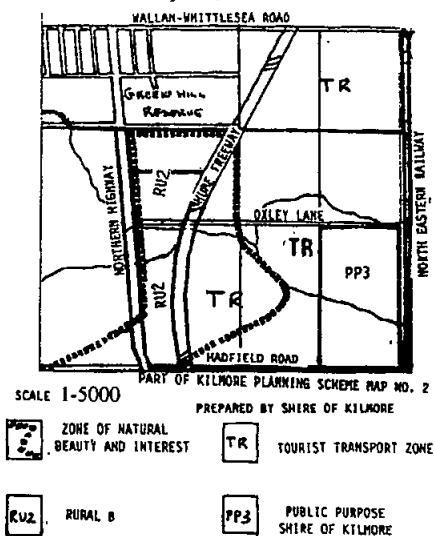 WALLAN-WHITTLESEA ROAD
TR
GREEN HILL
RESERVE
HUME FREEWAY
RU2
NORTHERN HIGHWAY
OXLEY LANE
NORTH EASTERN RAILWAY
TR
PP3
RU2
TR
HADFIELD ROAD
PART OF KILMORE PLANNING SCHEME MAP NO. 2
SCALE 1-5000
PREPARED BY SHIRE OF KILMORE
ZONE OF NATURAL
BEAUTY AND INTEREST
TR
TOURIST TRANSPORT ZONE
RU2
RURAL B
PP3
PUBLIC PURPOSE
SHIRE OF KILMORE